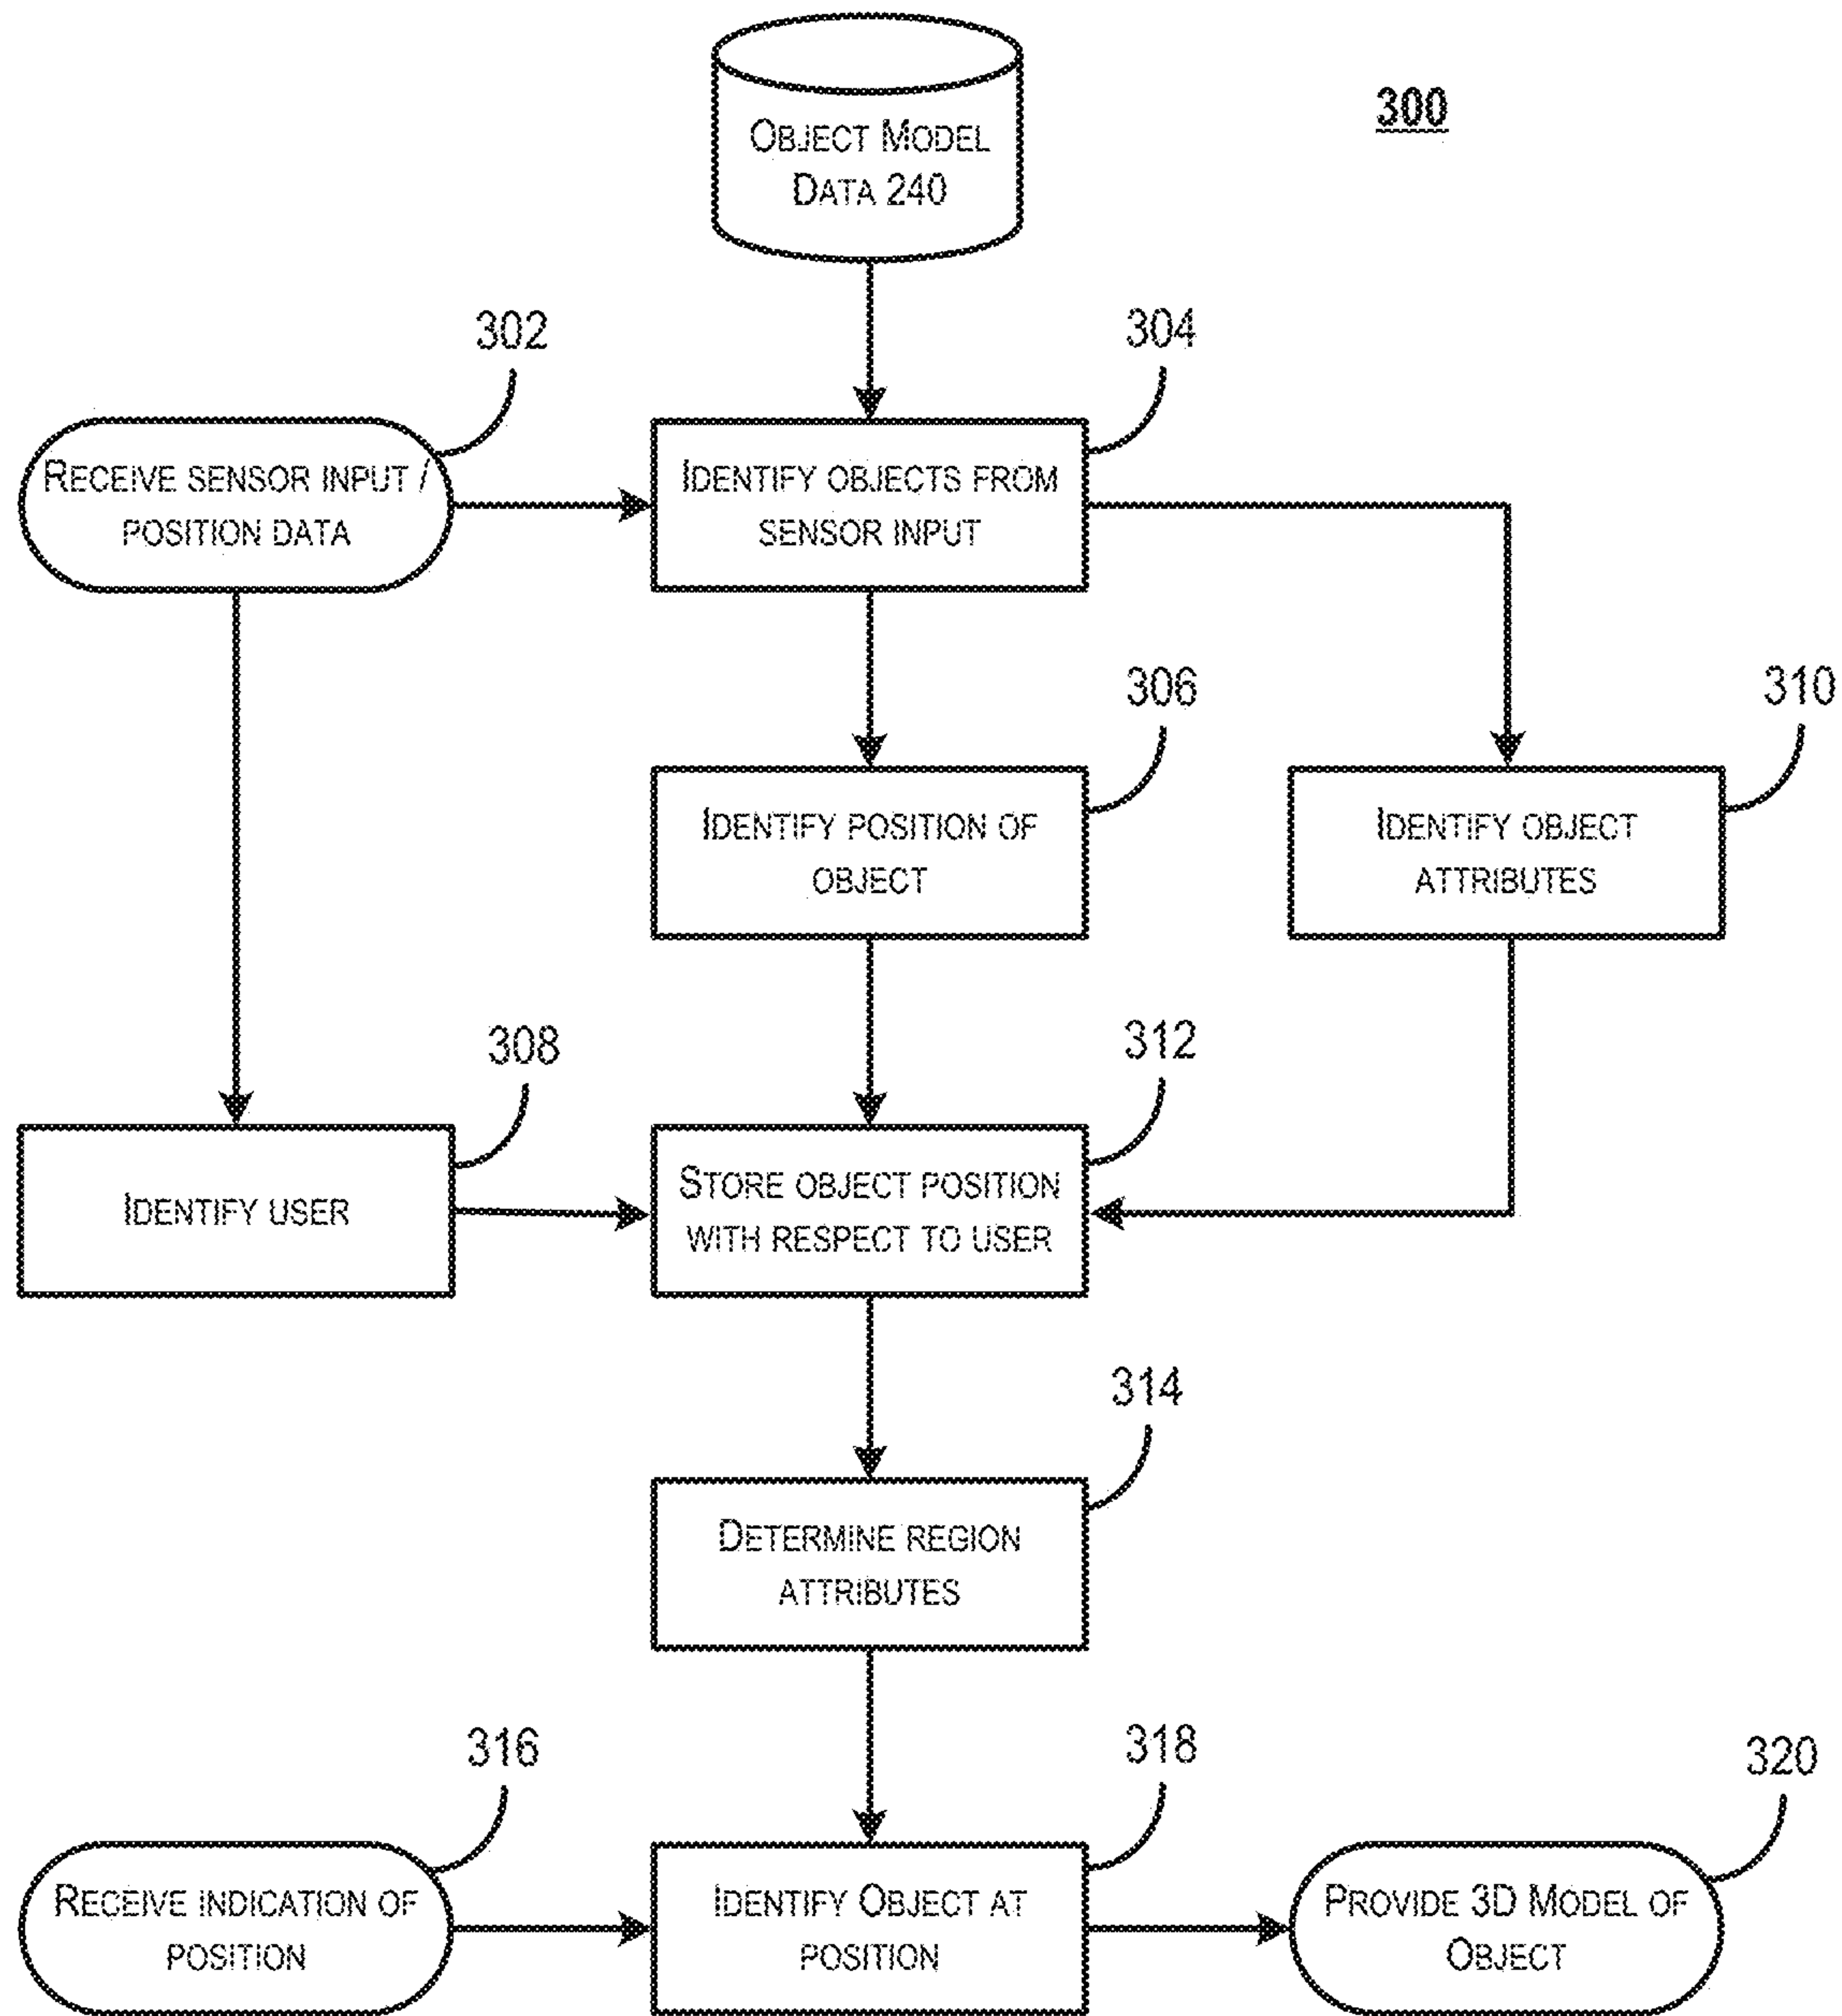 300
OBJECT MODEL
DATA 240
302
304
RECEIVE SENSOR INPUT /
POSITION DATA
IDENTIFY OBJECTS FROM
SENSOR INPUT
306
310
IDENTIFY POSITION OF
OBJECT
IDENTIFY OBJECT
ATTRIBUTES
308
312
IDENTIFY USER
STORE OBJECT POSITION
WITH RESPECT TO USER
314
DETERMINE REGION
ATTRIBUTES
316
318
320
RECEIVE INDICATION OF
POSITION
IDENTIFY OBJECT AT
POSITION
PROVIDE 3D MODEL OF
OBJECT